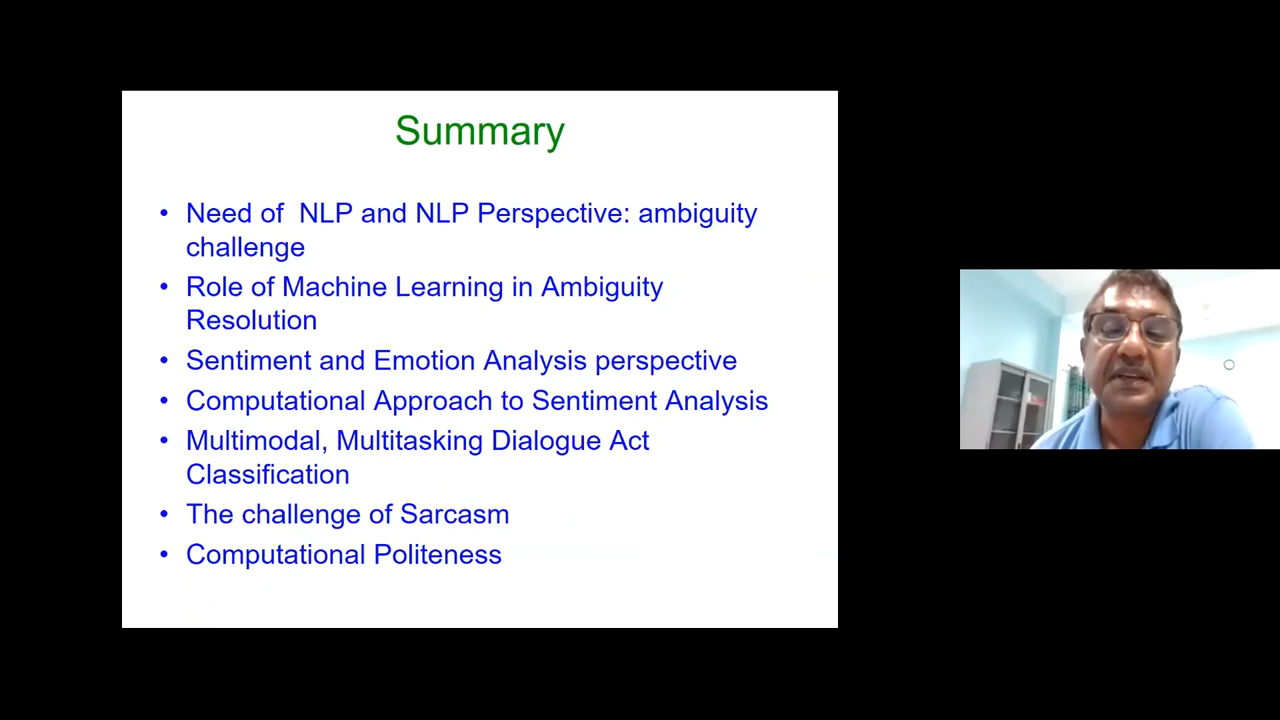 Summary
• Need of  NLP and NLP Perspective: ambiguity
challenge
• Role of Machine Learning in Ambiguity
Resolution
• Sentiment and Emotion Analysis perspective
• Computational Approach to Sentiment Analysis
• Multimodal, Multitasking Dialogue Act
Classification
• The challenge of Sarcasm
• Computational Politeness